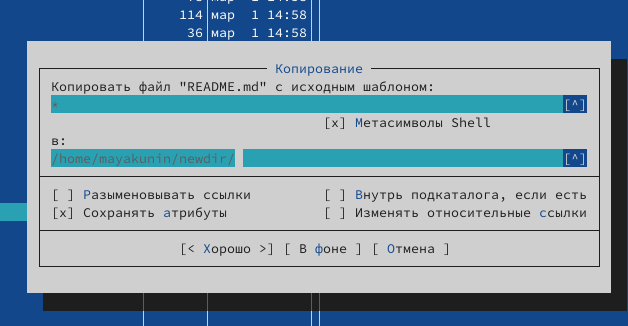 114 мар 1 14:58
36 мар 1 14:58
Копирование
Копировать файл "README.md" с исходным шаблоном:
* [^]
[x] Метасимволы Shell
в:
/home/mayakunin/newdir/ [^]
[ ] Разыменовывать ссылки [ ] Внутрь подкаталога, если есть
[x] Сохранять атрибуты [ ] Изменять относительные ссылки
[< Хорошо >] [ В фоне ] [ Отмена ]